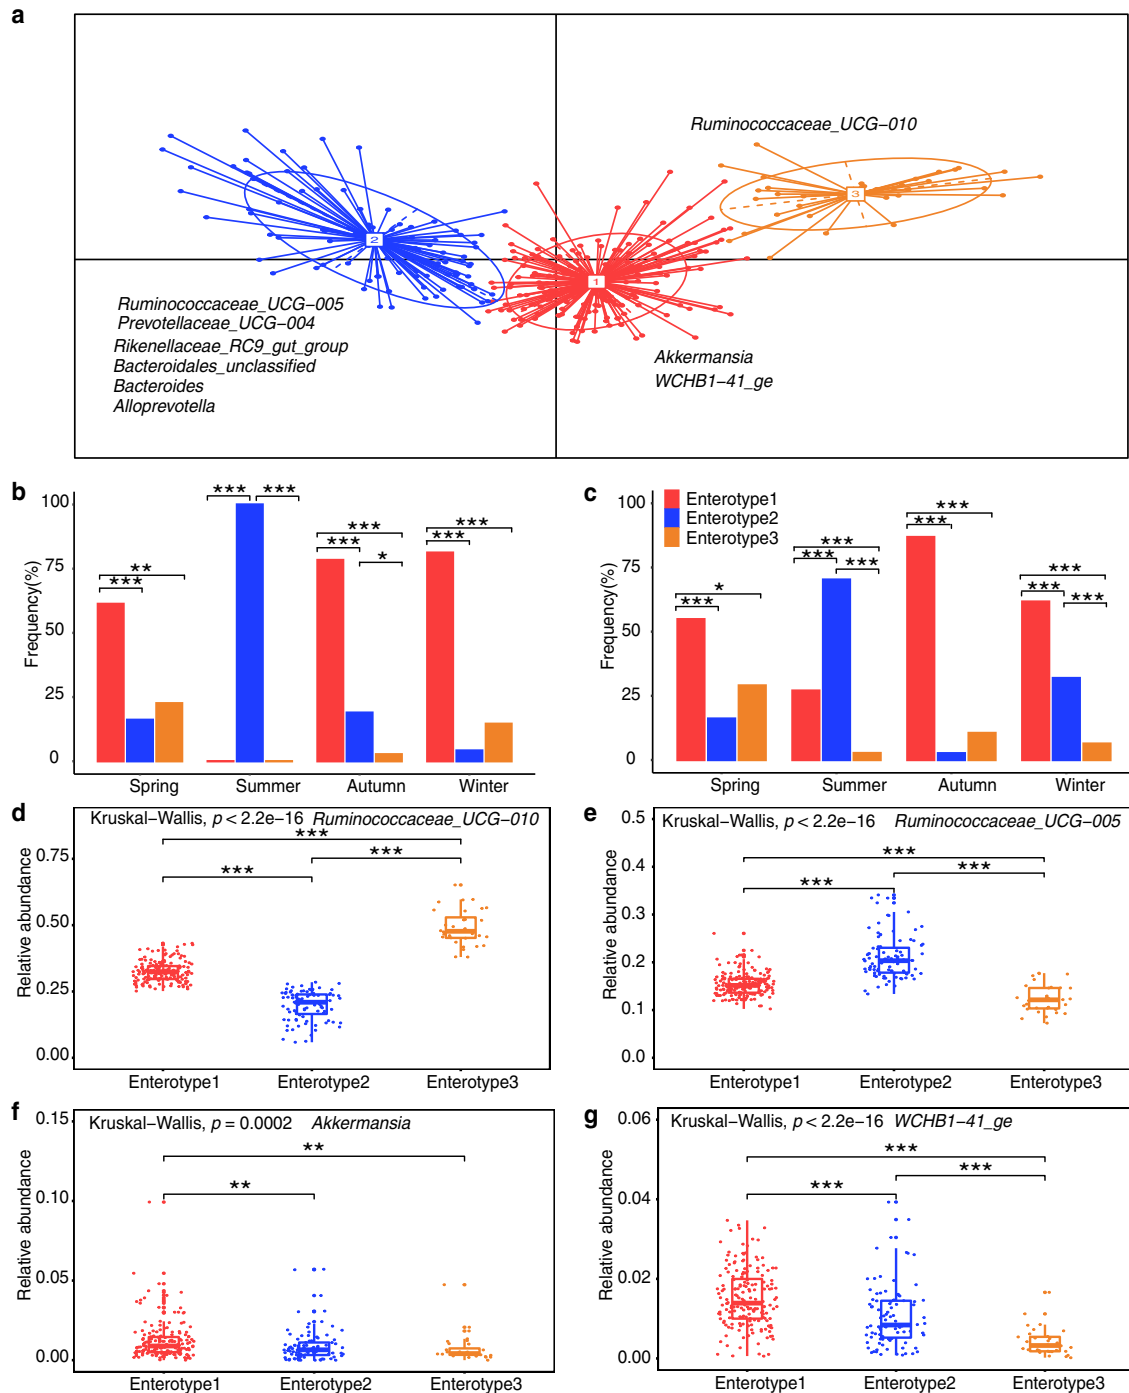 a
Ruminococcaceae_UCG−010
3
2
1
Ruminococcaceae_UCG−005
Prevotellaceae_UCG−004
Rikenellaceae_RC9_gut_group
Bacteroidales_unclassified
Bacteroides
Alloprevotella
Akkermansia
WCHB1−41_ge
b
Frequency(%)
100
75
50
25
0
*** ***
***
***
*
***
***
**
***
Spring Summer Autumn Winter
c
Enterotype1
Enterotype2
Enterotype3
Frequency(%)
100
75
50
25
0
***
***
***
***
***
***
***
***
*
***
Spring Summer Autumn Winter
d
Kruskal−Wallis, p < 2.2e−16 Ruminococcaceae_UCG−010
***
***
***
Relative abundance
0.75
0.50
0.25
0.00
Enterotype1 Enterotype2 Enterotype3
e
Kruskal−Wallis, p < 2.2e−16 Ruminococcaceae_UCG−005
***
***
***
Relative abundance
0.5
0.4
0.3
0.2
0.1
0.0
Enterotype1 Enterotype2 Enterotype3
f
Kruskal−Wallis, p = 0.0002 Akkermansia
**
**
Relative abundance
0.15
0.10
0.05
0.00
Enterotype1 Enterotype2 Enterotype3
g
Kruskal−Wallis, p < 2.2e−16 WCHB1−41_ge
***
***
***
Relative abundance
0.06
0.04
0.02
0.00
Enterotype1 Enterotype2 Enterotype3